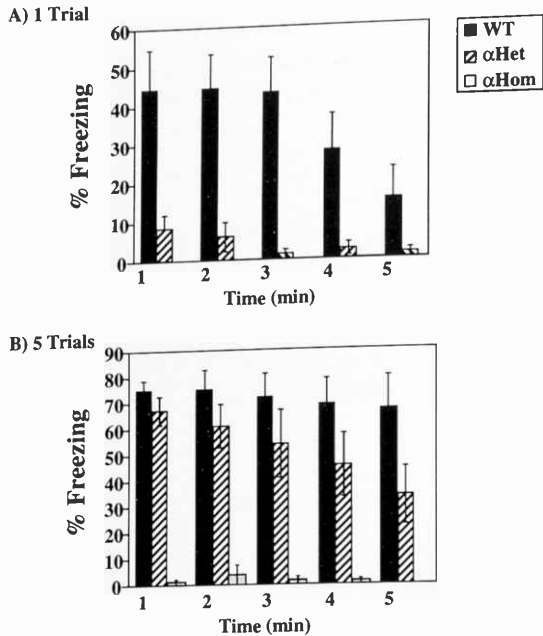 A) 1 Trial
WT
αHet
αHom
% Freezing
60
50
40
30
20
10
0
1 2 3 4 5
Time (min)
B) 5 Trials
% Freezing
90
80
70
60
50
40
30
20
10
0
1 2 3 4 5
Time (min)